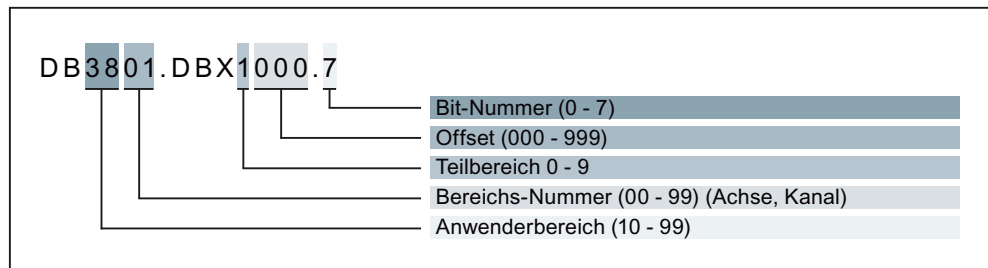 DB3801.DBX1000.7
Bit-Nummer (0 - 7)
Offset (000 - 999)
Teilbereich 0 - 9
Bereichs-Nummer (00 - 99) (Achse, Kanal)
Anwenderbereich (10 - 99)